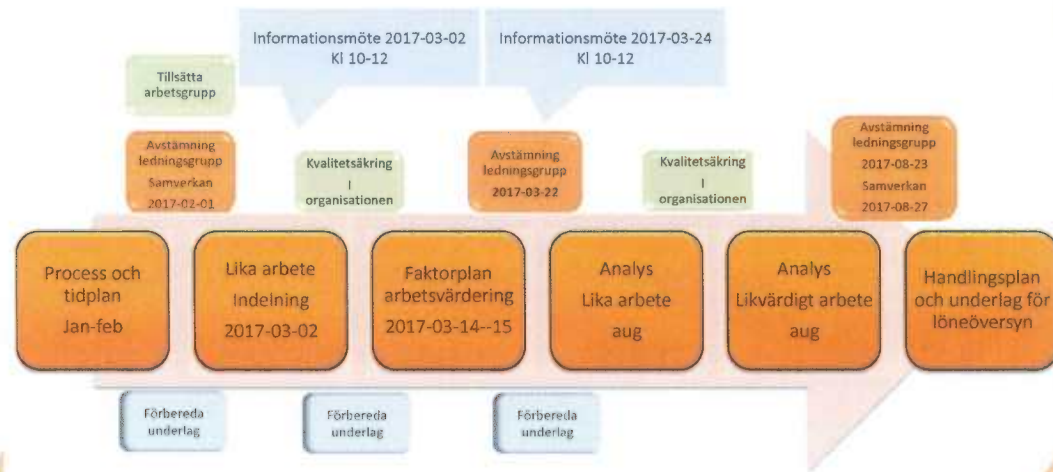 Informationsmöte 2017-03-02
Kl 10-12
Informationsmöte 2017-03-24
Kl 10-12
Tillsätta
arbetsgrupp
Avstämning
ledningsgrupp
Samverkan
2017-02-01
Kvalitetsäkring
I
organisationen
Avstämning
ledningsgrupp
2017-03-22
Kvalitetsäkring
I
organisationen
Avstämning
ledningsgrupp
2017-08-23
Samverkan
2017-08-27
Process och
tidplan
Jan-feb
Lika arbete
Indelning
2017-03-02
Faktorplan
arbetsvärdering
2017-03-14--15
Analys
Lika arbete
aug
Analys
Likvärdigt arbete
aug
Handlingsplan
och underlag för
löneöversyn
Förbereda
underlag
Förbereda
underlag
Förbereda
underlag